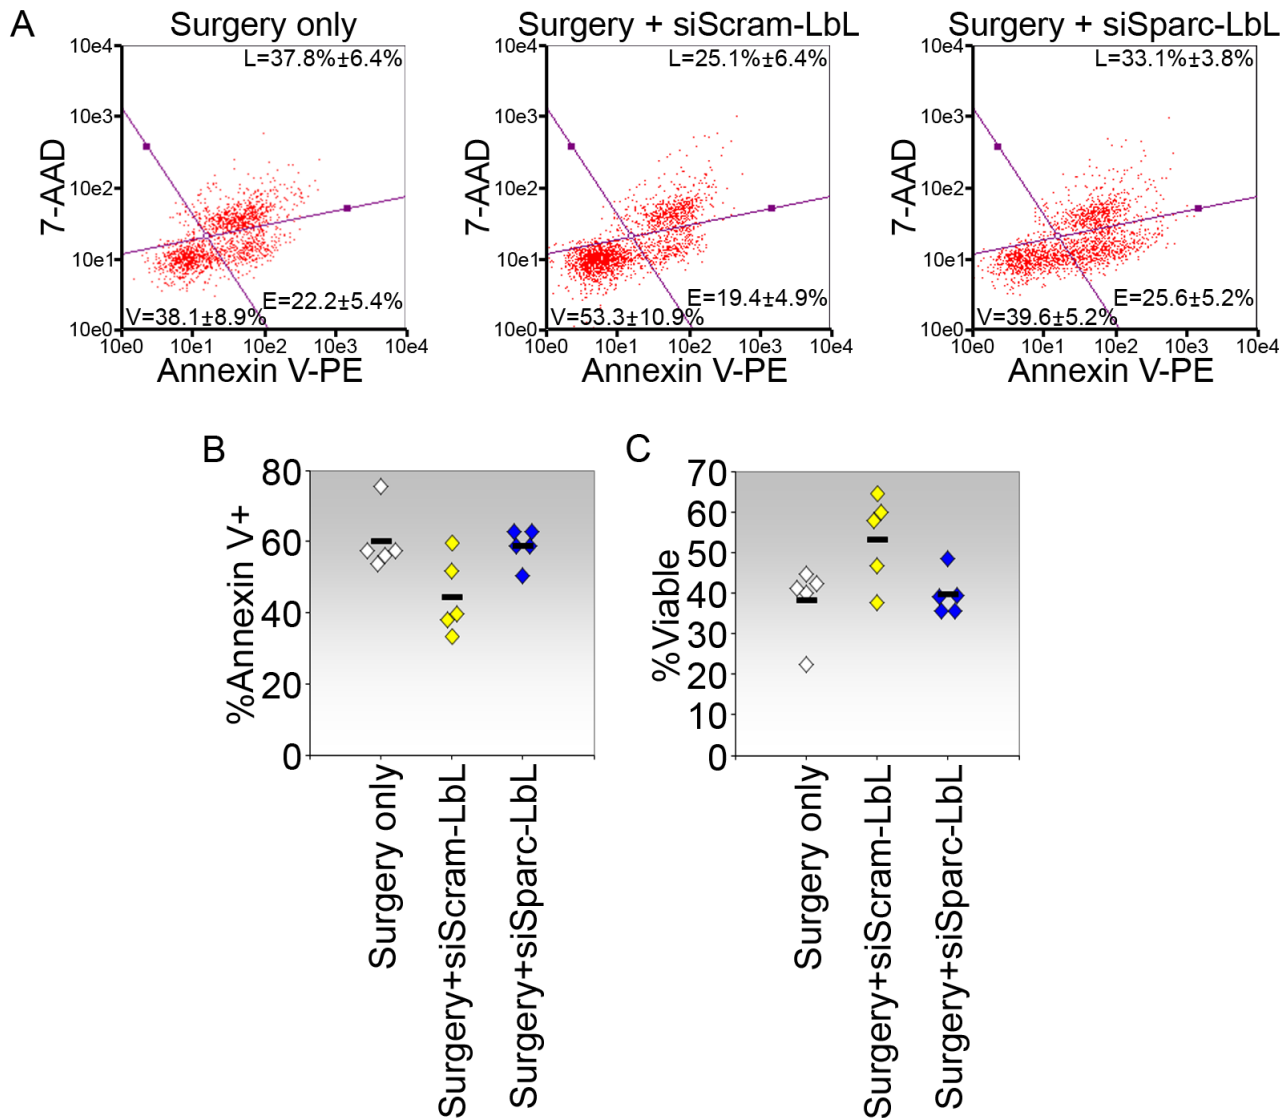 A
Surgery only
Surgery + siScram-LbL
Surgery + siSparc-LbL
10e4
L=37.8%±6.4%
10e3
7-AAD
10e2
10e1
E=22.2±5.4%
V=38.1±8.9%
10e0
10e0 10e1 10e2 10e3 10e4
Annexin V-PE
10e4
L=25.1%±6.4%
10e3
7-AAD
10e2
10e1
E=19.4±4.9%
V=53.3±10.9%
10e0
10e0 10e1 10e2 10e3 10e4
Annexin V-PE
10e4
L=33.1%±3.8%
10e3
7-AAD
10e2
10e1
E=25.6±5.2%
V=39.6±5.2%
10e0
10e0 10e1 10e2 10e3 10e4
Annexin V-PE
B
%Annexin V+
80
60
40
20
0
Surgery only
Surgery+siScram-LbL
Surgery+siSparc-LbL
C
%Viable
70
60
50
40
30
20
10
0
Surgery only
Surgery+siScram-LbL
Surgery+siSparc-LbL